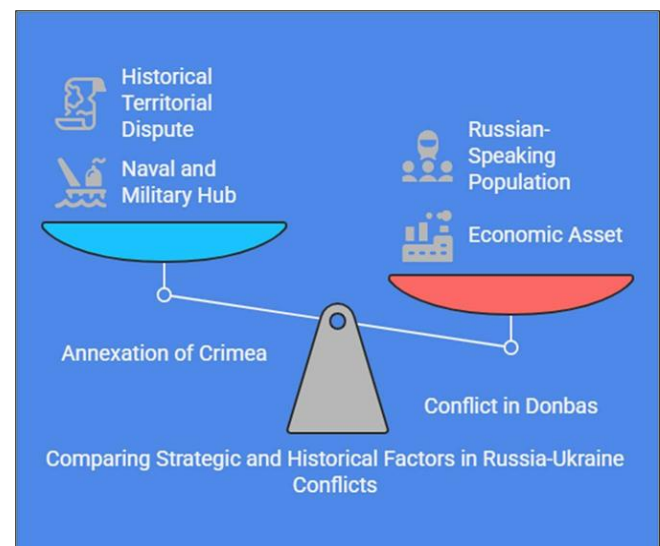 Historical
Territorial
Dispute
Naval and
Military Hub
Russian-
Speaking
Population
Economic Asset
Annexation of Crimea
Conflict in Donbas
Comparing Strategic and Historical Factors in Russia-Ukraine
Conflicts